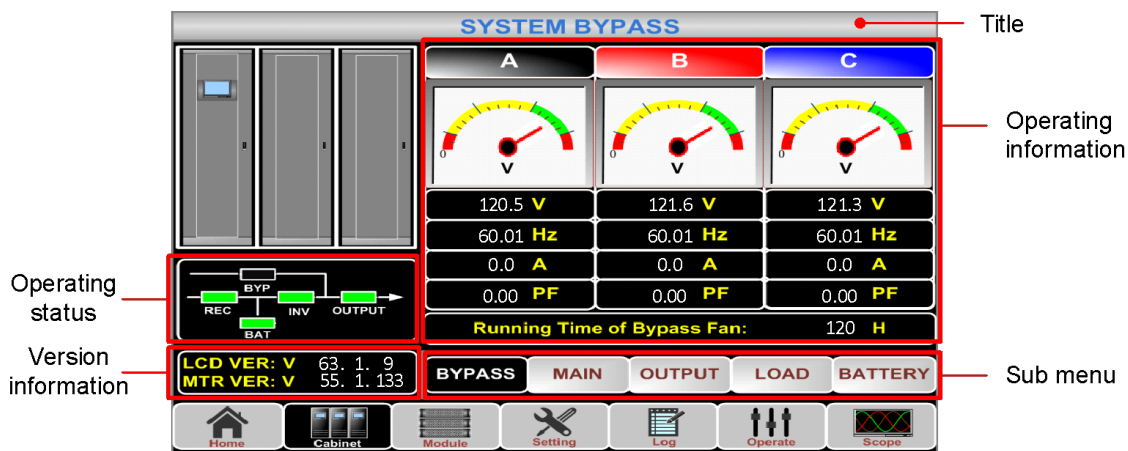 SYSTEM BYPASS
Title
A B C
0 0 0
V V V
Operating
information
120.5 V 121.6 V 121.3 V
60.01 Hz 60.01 Hz 60.01 Hz
0.0 A 0.0 A 0.0 A
0.00 PF 0.00 PF 0.00 PF
Running Time of Bypass Fan: 120 H
Operating
status
BYP
REC INV OUTPUT
BAT
Version
information
LCD VER: V 63. 1. 9
MTR VER: V 55. 1.133
BYPASS MAIN OUTPUT LOAD BATTERY
Sub menu
Home Cabinet Module Setting Log Operate Scope